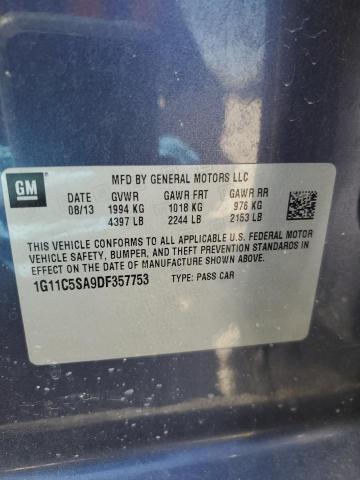 GM
MFD BY GENERAL MOTORS LLC
DATE GVWR GAWR FRT GAWR RR
08/13 1994 KG 1018 KG 976 KG
4397 LB 2244 LB 2153 LB
THIS VEHICLE CONFORMS TO ALL APPLICABLE U.S. FEDERAL MOTOR
VEHICLE SAFETY, BUMPER, AND THEFT PREVENTION STANDARDS
IN EFFECT ON THE DATE OF MANUFACTURE SHOWN ABOVE.
1G11C5SA9DF357753 TYPE: PASS CAR